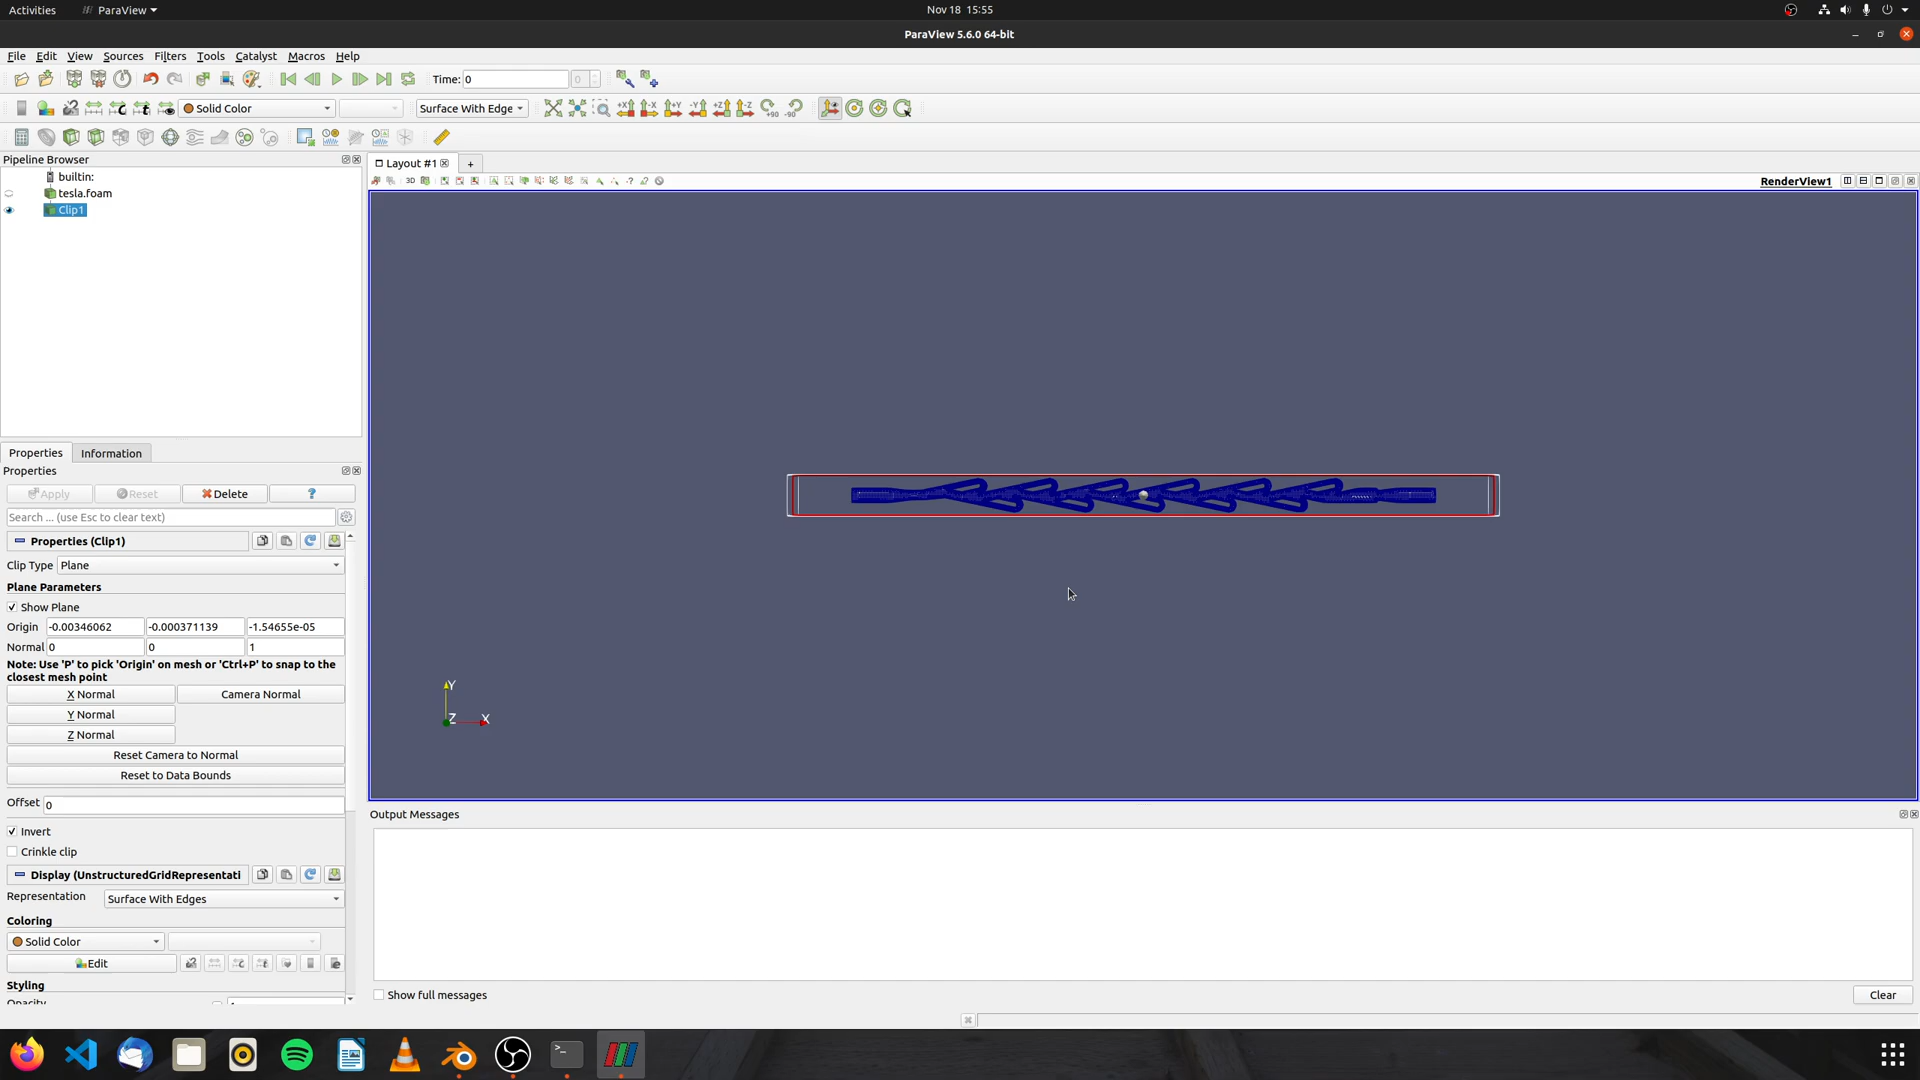 Activities
ParaView
Nov 18 15:55
ParaView 5.6.0 64-bit
File Edit View Sources Filters Tools Catalyst Macros Help
Time: 0
0
Solid Color
Surface With Edge
+X
-X
+Y
-Y
+Z
-Z
+90
-90
Pipeline Browser
Layout #1
+
builtin:
tesla.foam
Clip1
3D
RenderView1
Properties Information
Properties
Apply
Reset
Delete
?
Search ... (use Esc to clear text)
Properties (Clip1)
Clip Type Plane
Plane Parameters
Show Plane
Origin -0.00346062 -0.000371139 -1.54655e-05
Normal 0 0 1
Note: Use 'P' to pick 'Origin' on mesh or 'Ctrl+P' to snap to the
closest mesh point
X Normal
Camera Normal
Y Normal
Z Normal
Reset Camera to Normal
Reset to Data Bounds
Offset 0
Invert
Crinkle clip
Display (UnstructuredGridRepresentati
Representation Surface With Edges
Coloring
Solid Color
Edit
Styling
Opacity
Y
Z
X
Output Messages
Show full messages
Clear